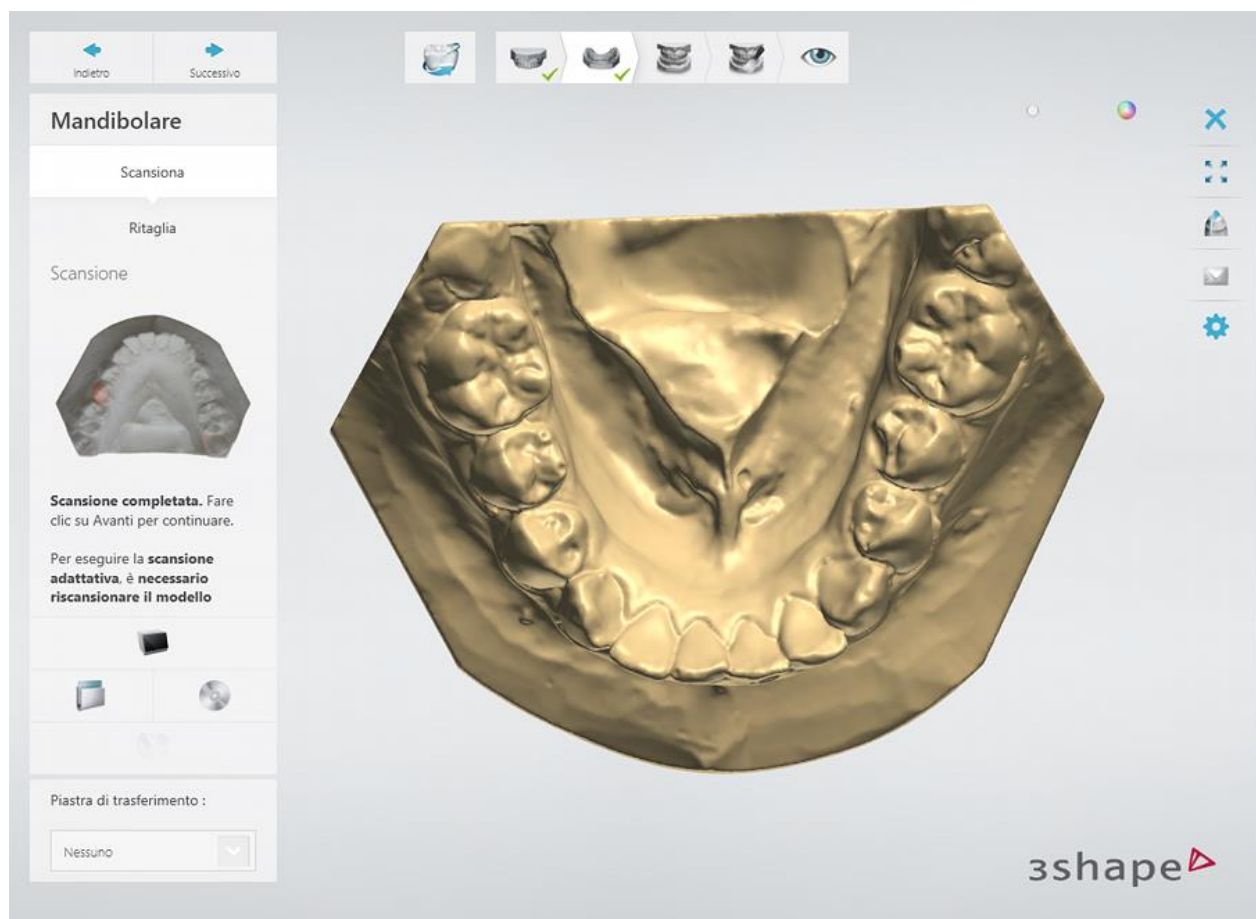 Indietro
Successivo
Mandibolare
Scansiona
Ritaglia
Scansione
Scansione completata. Fare
clic su Avanti per continuare.
Per eseguire la scansione
adattativa, è necessario
riscansionare il modello
Piastra di trasferimento :
Nessuno
3shape